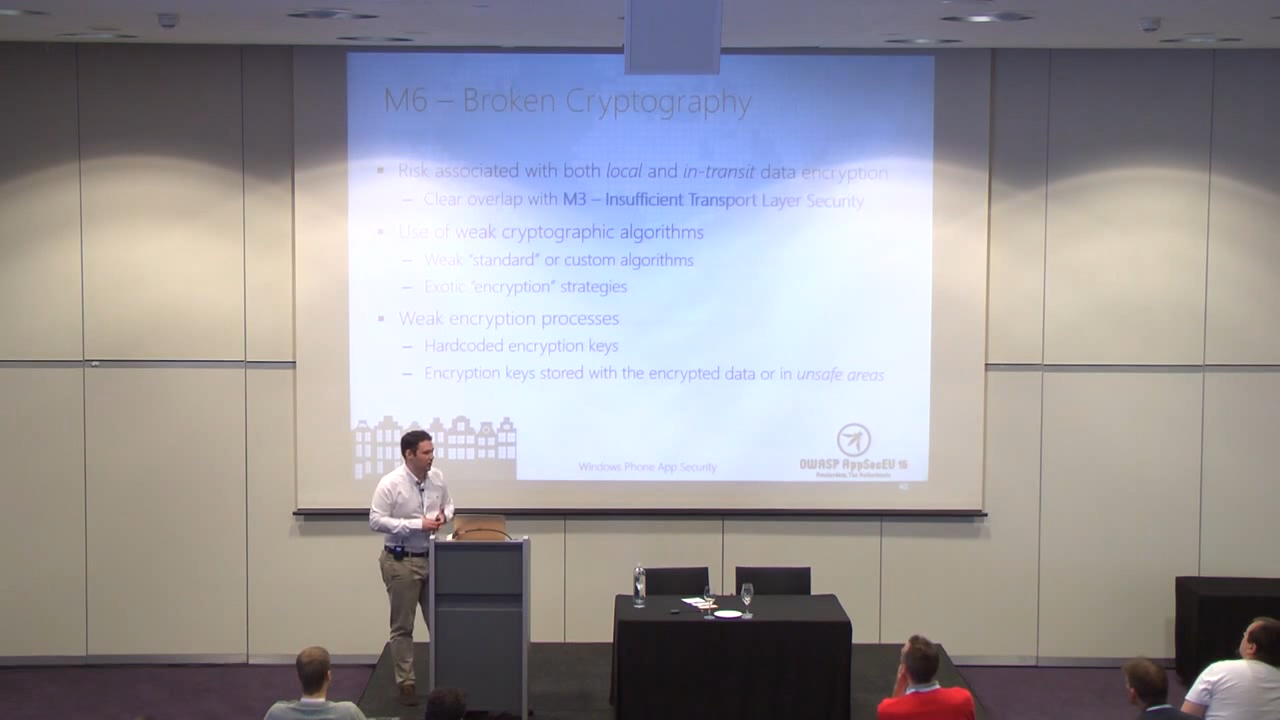 M6 – Broken Cryptography
▪ Risk associated with both local and in-transit data encryption
– Clear overlap with M3 – Insufficient Transport Layer Security
▪ Use of weak cryptographic algorithms
– Weak “standard” or custom algorithms
– Exotic “encryption” strategies
▪ Weak encryption processes
– Hardcoded encryption keys
– Encryption keys stored with the encrypted data or in unsafe areas
Windows Phone App Security
OWASP AppSecEU 15
Amsterdam, The Netherlands